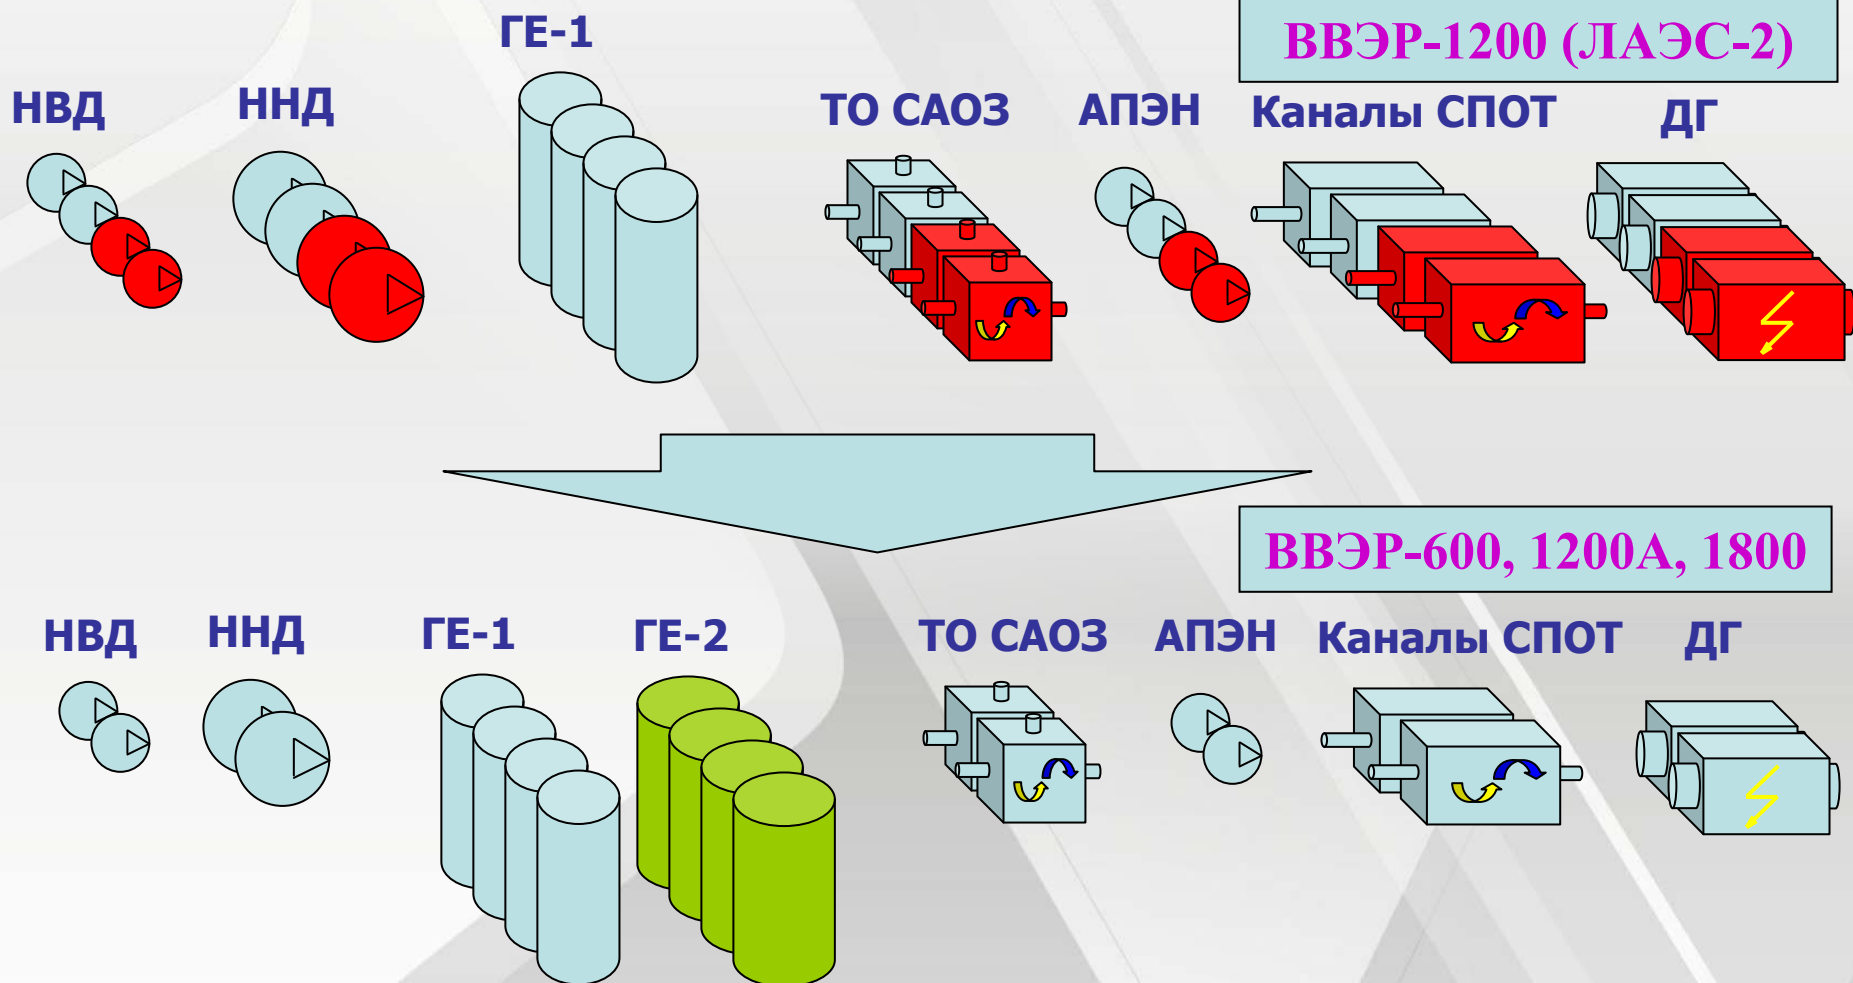 ГЕ-1
ВВЭР-1200 (ЛАЭС-2)
НВД
ННД
ТО САОЗ
АПЭН
Каналы СПОТ
ДГ
ВВЭР-600, 1200А, 1800
НВД
ННД
ГЕ-1
ГЕ-2
ТО САОЗ
АПЭН
Каналы СПОТ
ДГ